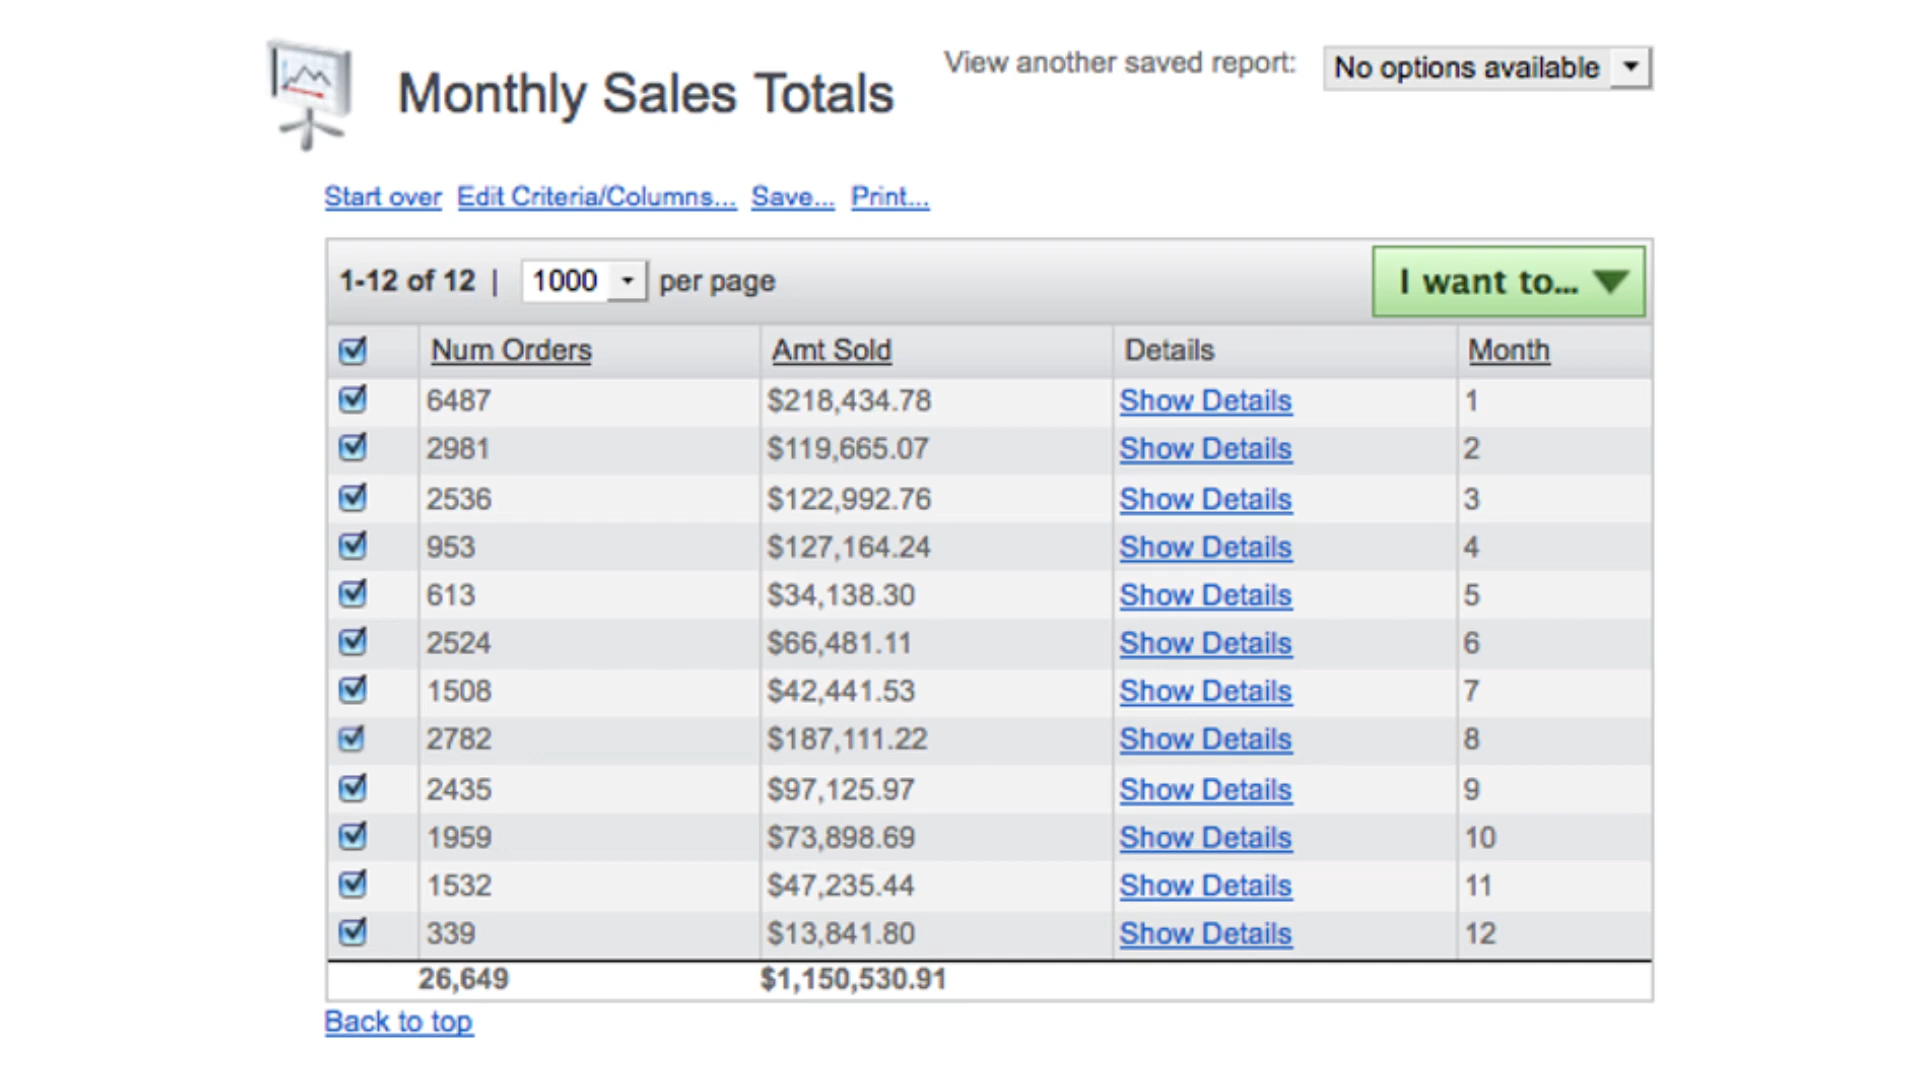 Monthly Sales Totals
View another saved report: No options available
Start over Edit Criteria/Columns... Save... Print...
1-12 of 12 | 1000 per page I want to...
Num Orders Amt Sold Details Month
6487 $218,434.78 Show Details 1
2981 $119,665.07 Show Details 2
2536 $122,992.76 Show Details 3
953 $127,164.24 Show Details 4
613 $34,138.30 Show Details 5
2524 $66,481.11 Show Details 6
1508 $42,441.53 Show Details 7
2782 $187,111.22 Show Details 8
2435 $97,125.97 Show Details 9
1959 $73,898.69 Show Details 10
1532 $47,235.44 Show Details 11
339 $13,841.80 Show Details 12
26,649 $1,150,530.91
Back to top